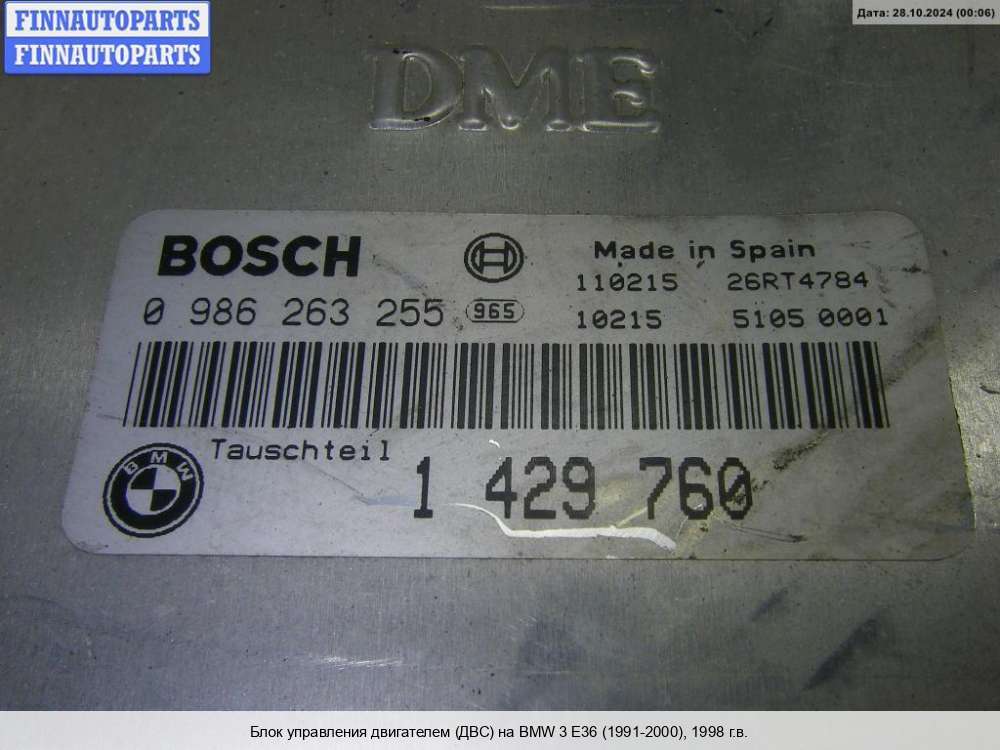 FINNAUTOPARTS
FINNAUTOPARTS
Дата: 28.10.2024 (00:06)
DME
BOSCH
Made in Spain
110215 26RT4784
0 986 263 255 965
10215 5105 0001
Tauschteil
BMW
1 429 760
Блок управления двигателем (ДВС) на BMW 3 E36 (1991-2000), 1998 г.в.